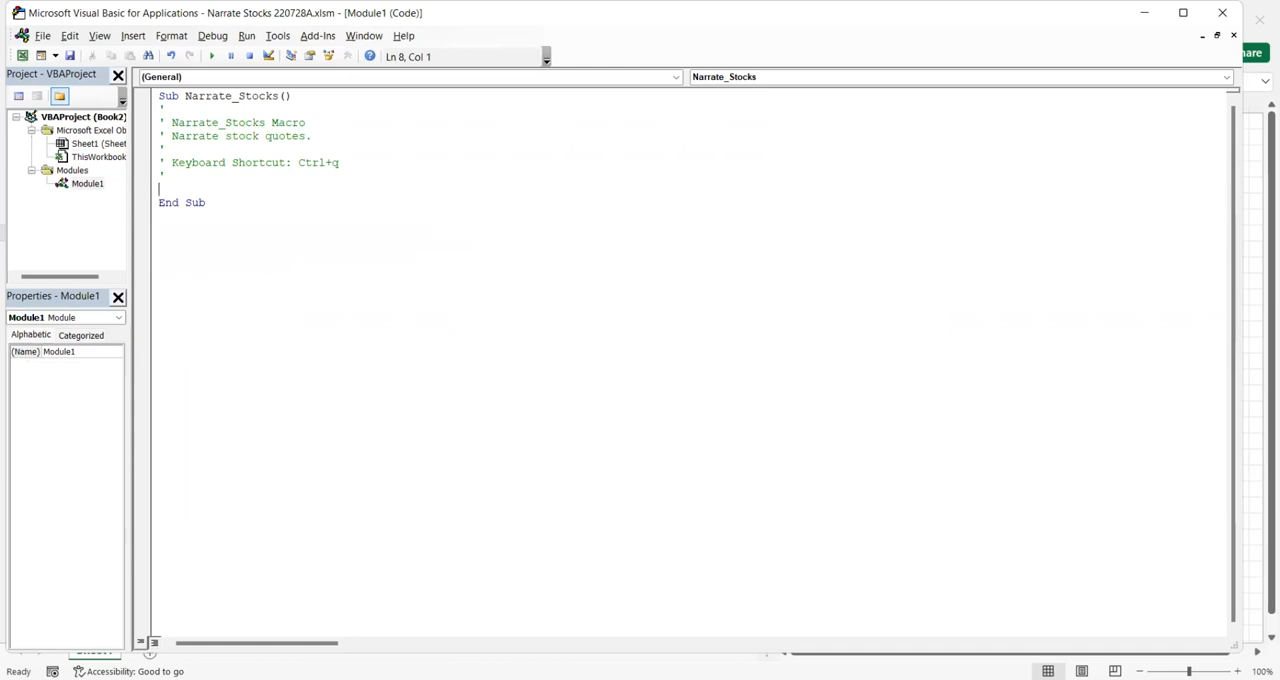 Microsoft Visual Basic for Applications - Narrate Stocks 220728A.xlsm - [Module1 (Code)]
File Edit View Insert Format Debug Run Tools Add-Ins Window Help
Ln 8, Col 1
Project - VBAProject
(General)
Narrate_Stocks
VBAProject (Book2)
Microsoft Excel Ob
Sheet1 (Sheet
ThisWorkbook
Modules
Module1
Sub Narrate_Stocks()
'
' Narrate_Stocks Macro
' Narrate stock quotes.
'
' Keyboard Shortcut: Ctrl+q
'
End Sub
Properties - Module1
Module1 Module
Alphabetic Categorized
(Name) Module1
Ready
Accessibility: Good to go
100%